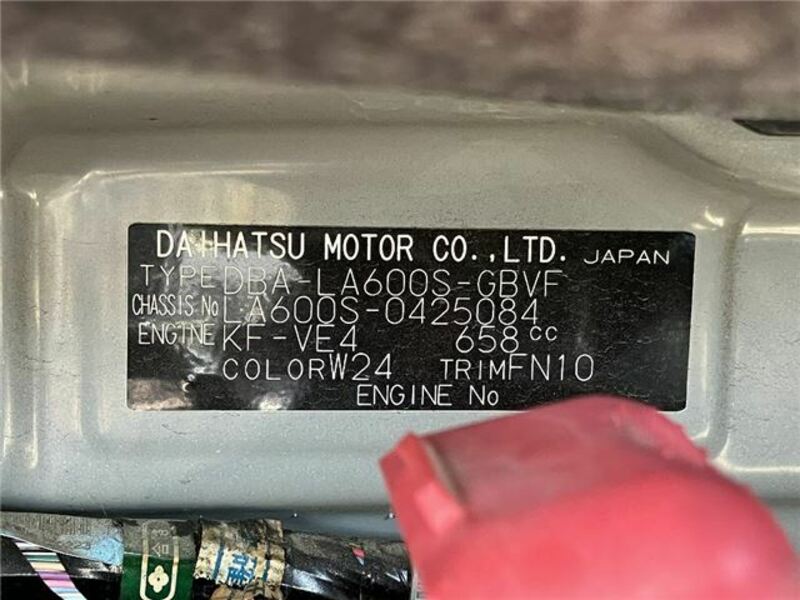 DAIHATSU MOTOR CO.,LTD. JAPAN
TYPE DBA-LA600S-GBVF
CHASSIS No LA600S-0425084
ENGINE KF-VE4 658cc
COLOR W24 TRIM FN10
ENGINE No